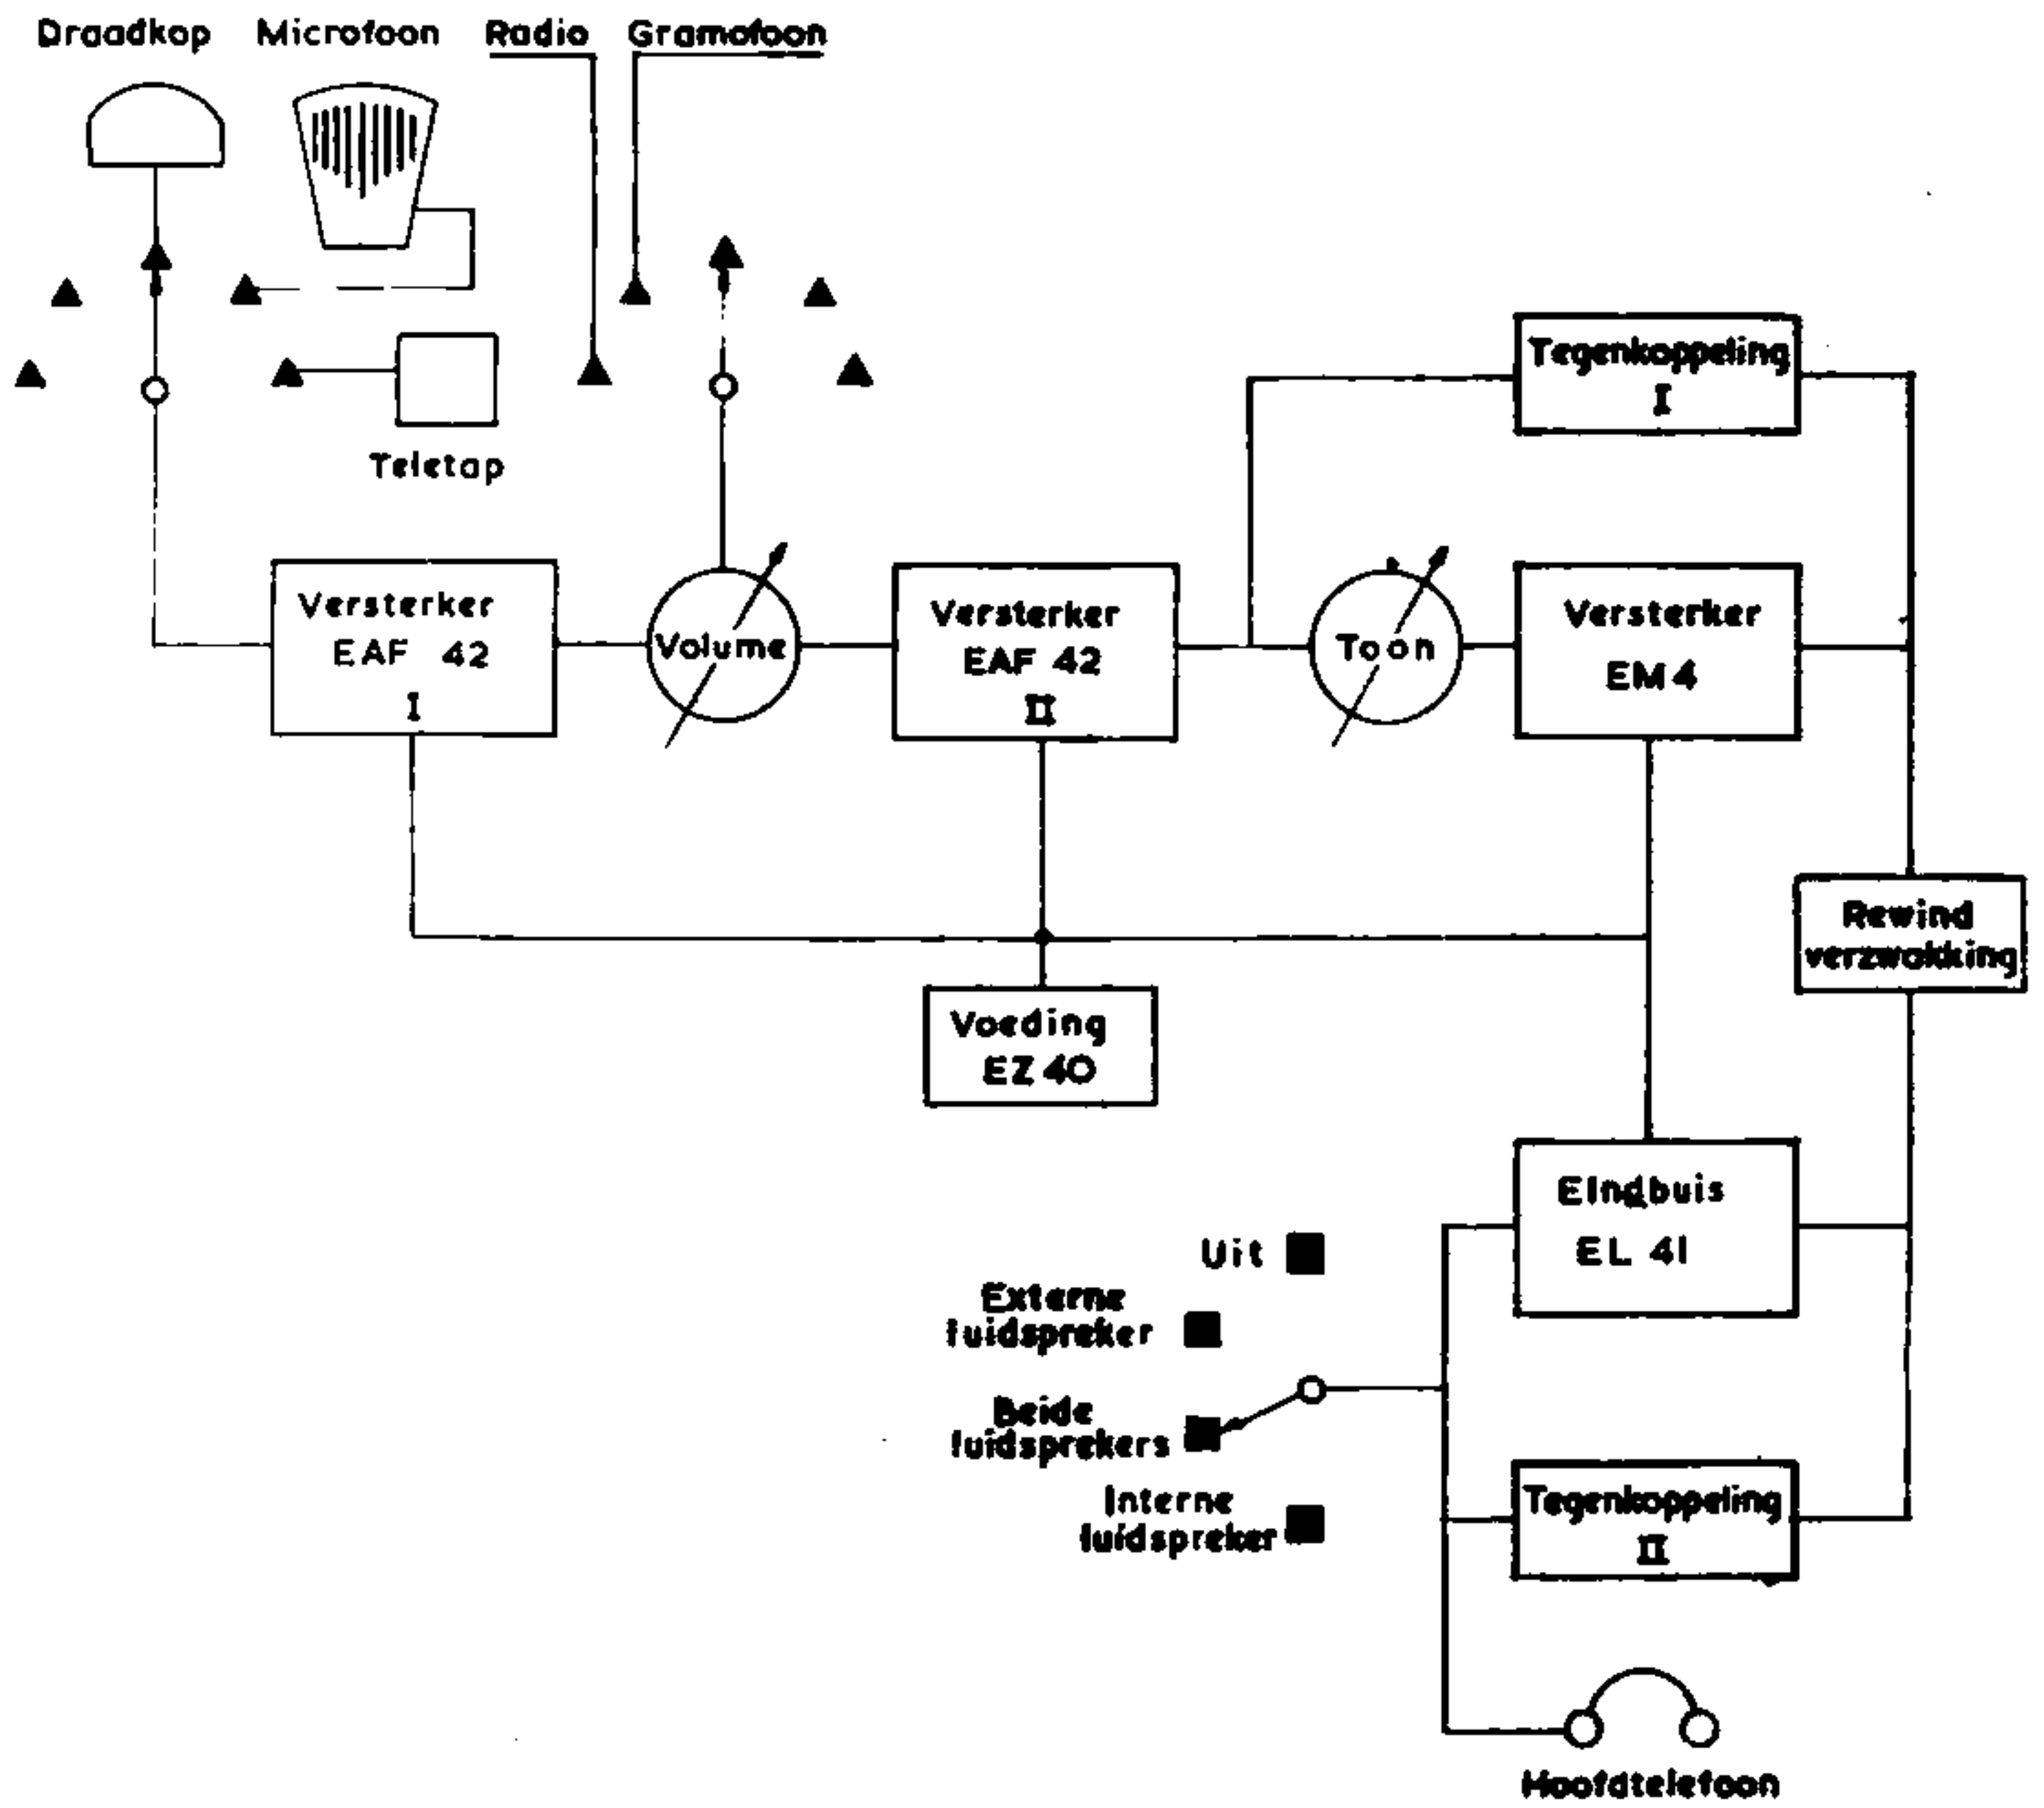 Draadkop Microfoon Radio Gramofoon
Teletap
Tegenkoppeling
I
Versterker
EAF 42
I
Volume
Versterker
EAF 42
II
Toon
Versterker
EM 4
Rewind
verzwakking
Voeding
EZ 40
Eindbuis
EL 41
Uit
Externe
luidspreker
Beide
luidsprekers
Interne
luidspreker
Tegenkoppeling
II
Hoofdtelefoon